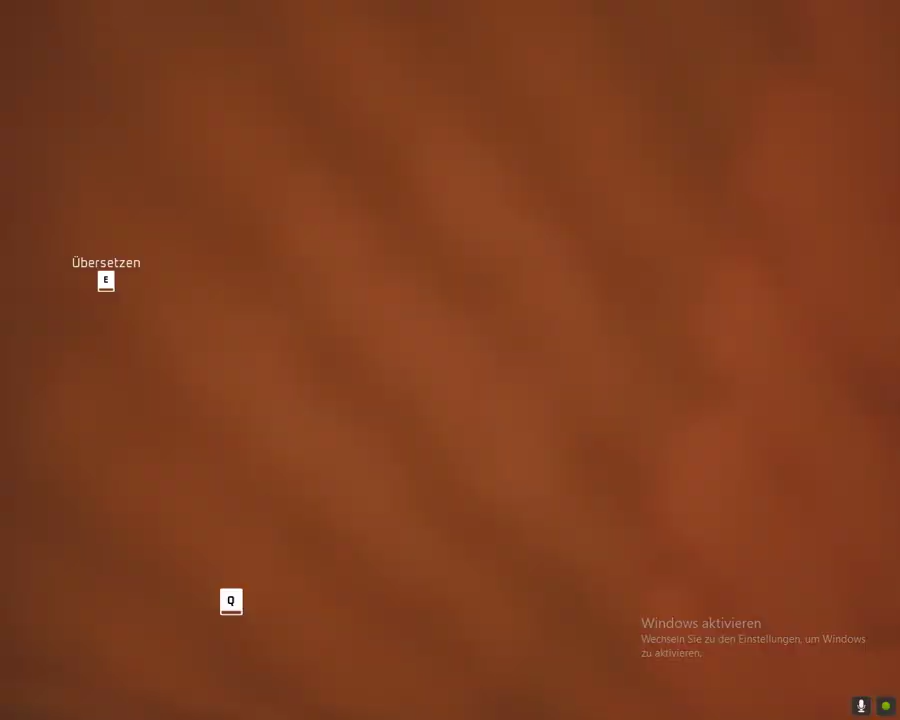 Übersetzen
E
Q
Windows aktivieren
Wechseln Sie zu den Einstellungen, um Windows
zu aktivieren.